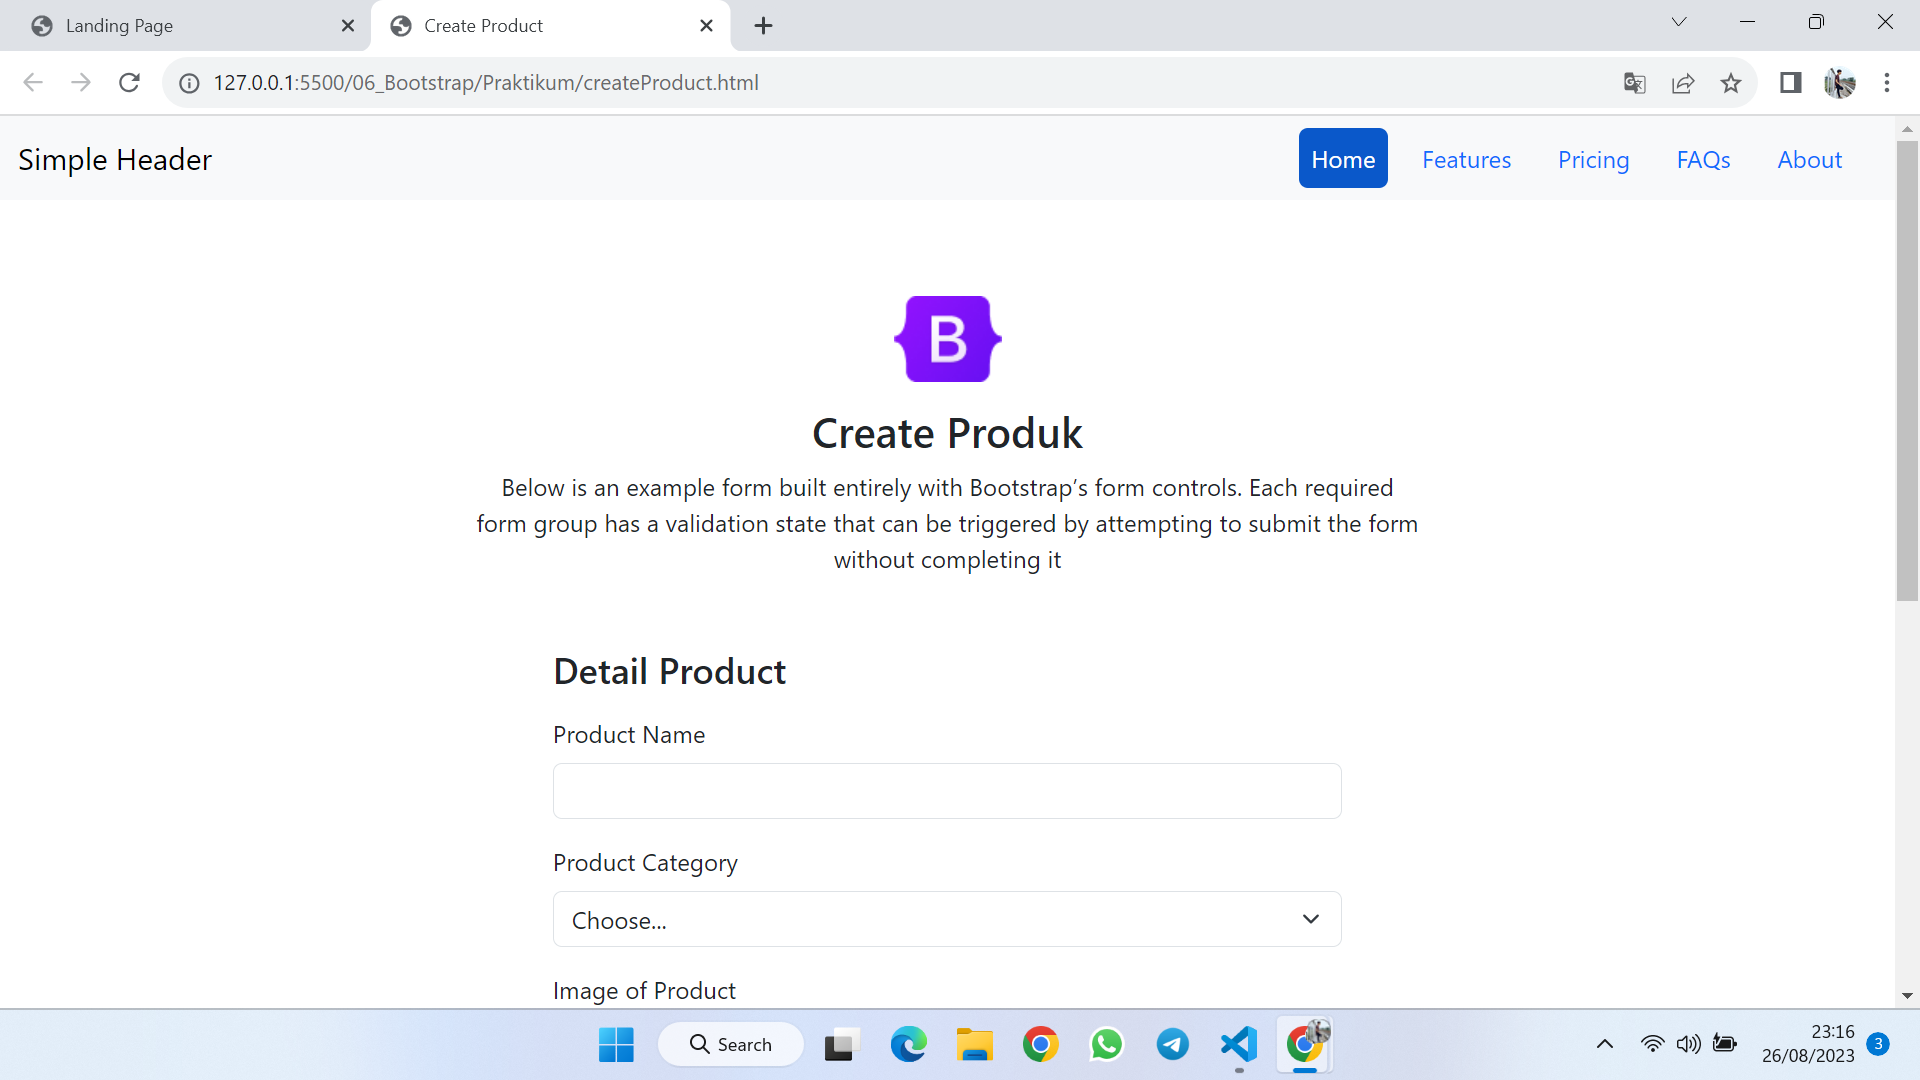 Landing Page
Create Product
127.0.0.1:5500/06_Bootstrap/Praktikum/createProduct.html
Simple Header
Home
Features
Pricing
FAQs
About
B
Create Produk
Below is an example form built entirely with Bootstrap’s form controls. Each required
form group has a validation state that can be triggered by attempting to submit the form
without completing it
Detail Product
Product Name
Product Category
Choose...
Image of Product
Search
23:16
26/08/2023
3